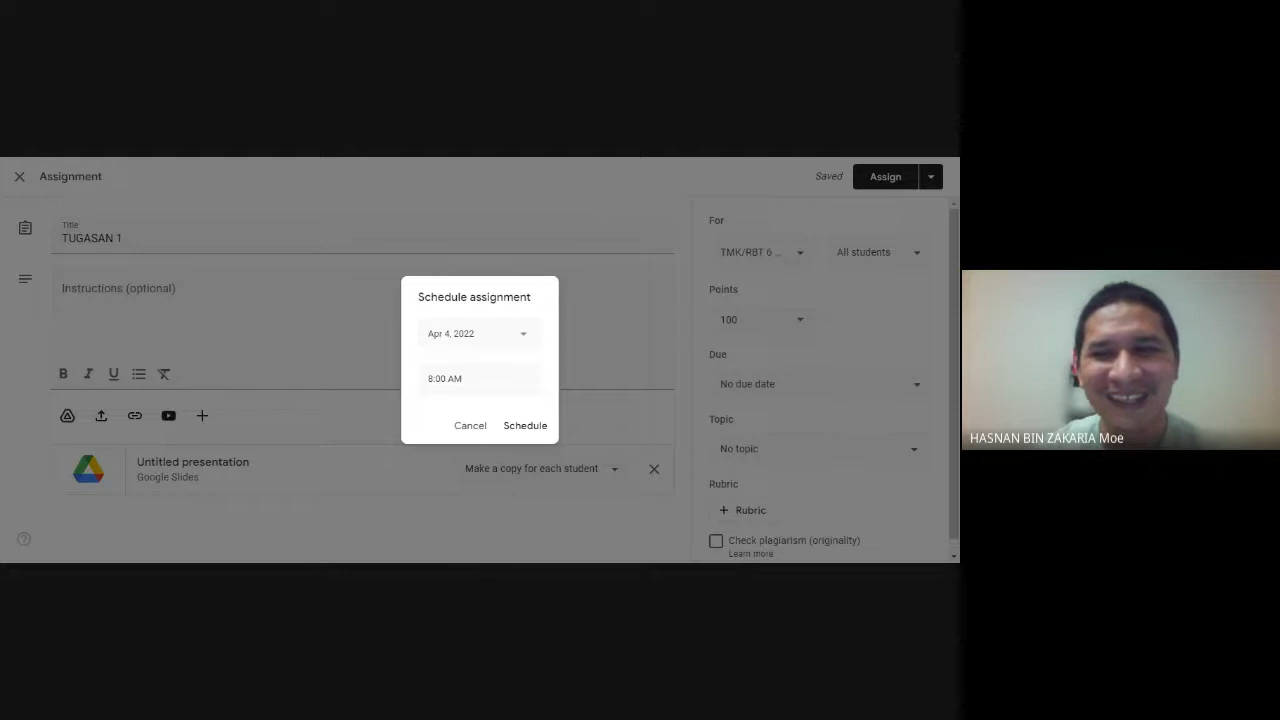 Assignment
Saved
Assign
Title
TUGASAN 1
Instructions (optional)
B I U
Untitled presentation
Google Slides
Make a copy for each student
Schedule assignment
Apr 4, 2022
8:00 AM
Cancel
Schedule
For
TMK/RBT 6 ...
All students
Points
100
Due
No due date
Topic
No topic
Rubric
+ Rubric
Check plagiarism (originality)
Learn more
HASNAN BIN ZAKARIA Moe